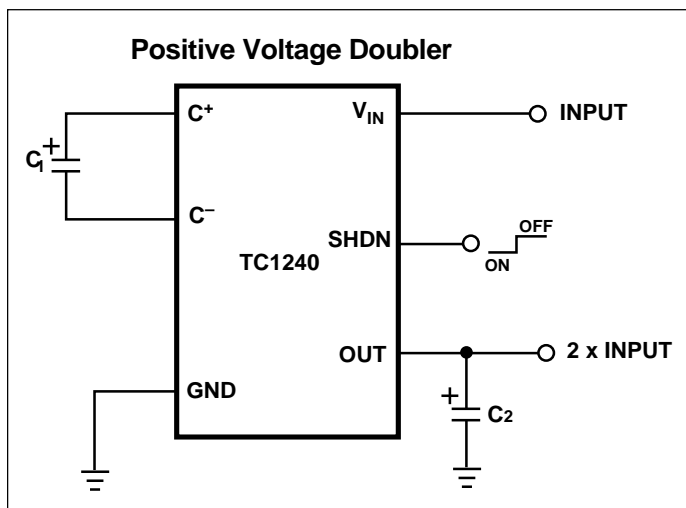 Positive Voltage Doubler
C+
VIN
INPUT
+
C1
C–
SHDN
OFF
ON
TC1240
OUT
2 x INPUT
GND
+
C2